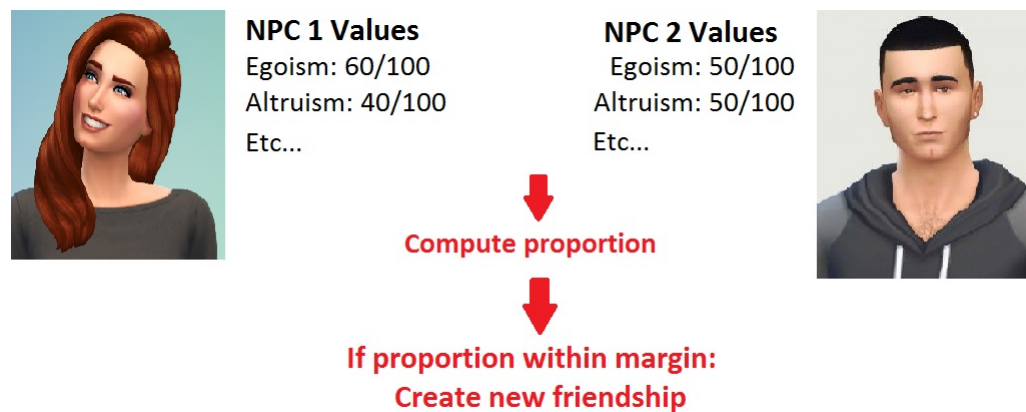 NPC 1 Values
Egoism: 60/100
Altruism: 40/100
Etc...
NPC 2 Values
Egoism: 50/100
Altruism: 50/100
Etc...
Compute proportion
If proportion within margin:
Create new friendship